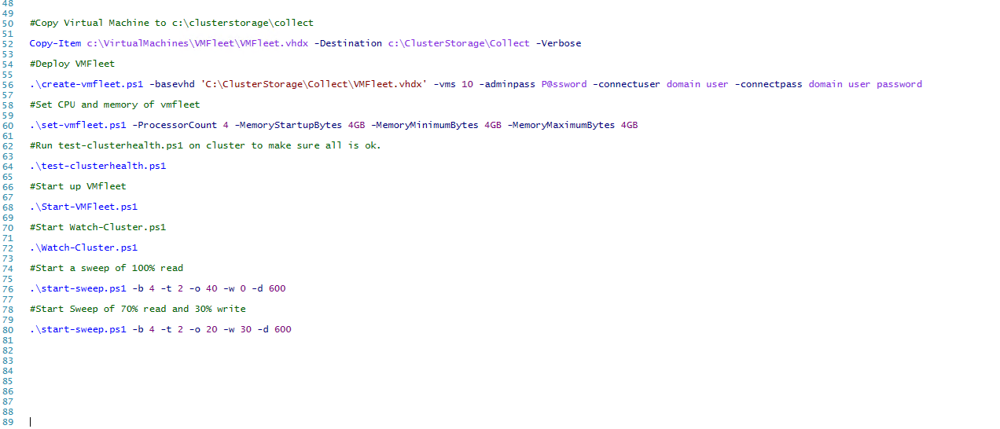 48
49
50 #Copy Virtual Machine to c:\clusterstorage\collect
51
52 Copy-Item c:\VirtualMachines\VMFleet\VMFleet.vhdx -Destination c:\ClusterStorage\Collect -Verbose
53
54 #Deploy VMFleet
55
56 .\create-vmfleet.ps1 -basevhd 'C:\ClusterStorage\Collect\VMFleet.vhdx' -vms 10 -adminpass P@ssword -connectuser domain user -connectpass domain user password
57
58 #Set CPU and memory of vmfleet
59
60 .\set-vmfleet.ps1 -ProcessorCount 4 -MemoryStartupBytes 4GB -MemoryMinimumBytes 4GB -MemoryMaximumBytes 4GB
61
62 #Run test-clusterhealth.ps1 on cluster to make sure all is ok.
63
64 .\test-clusterhealth.ps1
65
66 #Start up VMfleet
67
68 .\Start-VMFleet.ps1
69
70 #Start Watch-Cluster.ps1
71
72 .\Watch-Cluster.ps1
73
74 #Start a sweep of 100% read
75
76 .\start-sweep.ps1 -b 4 -t 2 -o 40 -w 0 -d 600
77
78 #Start Sweep of 70% read and 30% write
79
80 .\start-sweep.ps1 -b 4 -t 2 -o 20 -w 30 -d 600
81
82
83
84
85
86
87
88
89